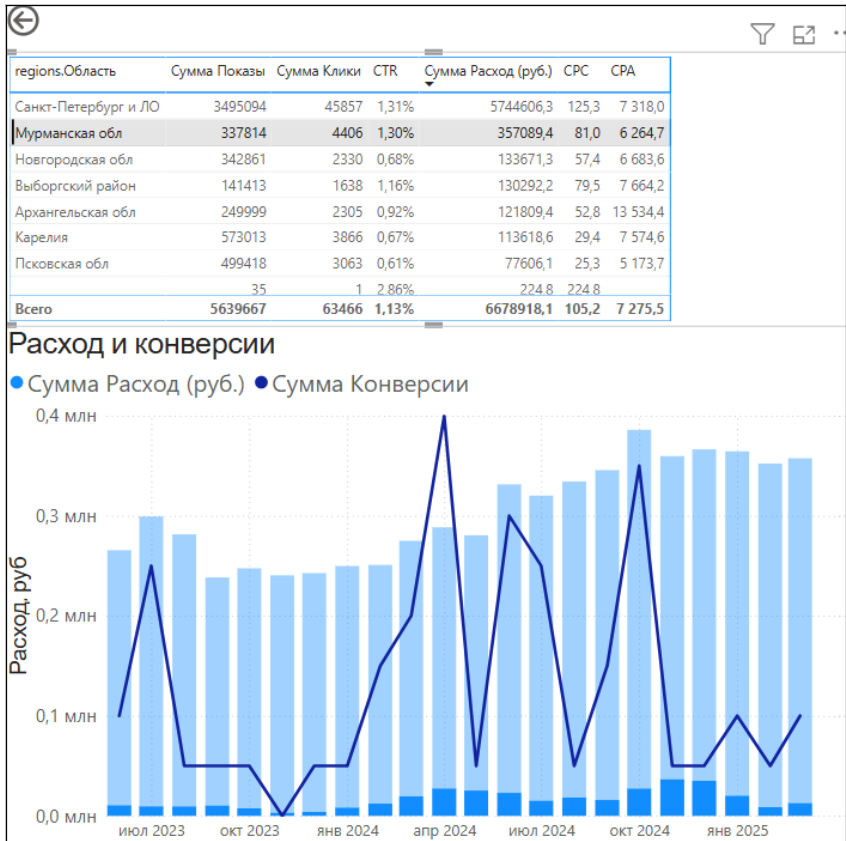 regions.Область Сумма Показы Сумма Клики CTR Сумма Расход (руб.) CPC CPA
Санкт-Петербург и ЛО 3495094 45857 1,31% 5744606,3 125,3 7 318,0
Мурманская обл 337814 4406 1,30% 357089,4 81,0 6 264,7
Новгородская обл 342861 2330 0,68% 133671,3 57,4 6 683,6
Выборгский район 141413 1638 1,16% 130292,2 79,5 7 664,2
Архангельская обл 249999 2305 0,92% 121809,4 52,8 13 534,4
Карелия 573013 3866 0,67% 113618,6 29,4 7 574,6
Псковская обл 499418 3063 0,61% 77606,1 25,3 5 173,7
35 1 2,86% 224,8 224,8
Всего 5639667 63466 1,13% 6678918,1 105,2 7 275,5
Расход и конверсии
Сумма Расход (руб.) Сумма Конверсии
Расход, руб
0,4 млн
0,3 млн
0,2 млн
0,1 млн
0,0 млн
июл 2023 окт 2023 янв 2024 апр 2024 июл 2024 окт 2024 янв 2025